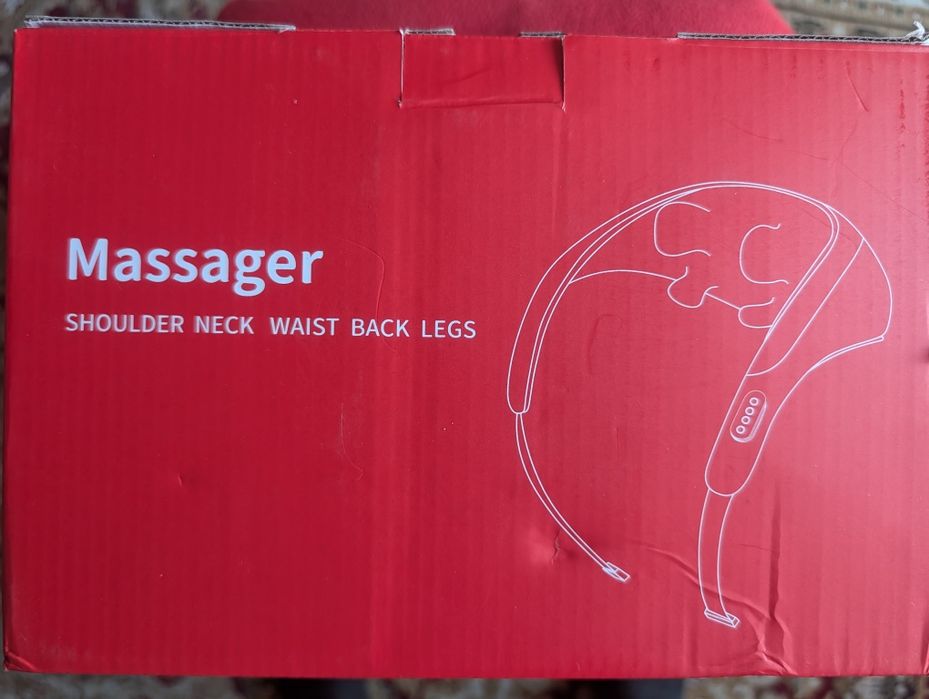 Massager
SHOULDER NECK WAIST BACK LEGS